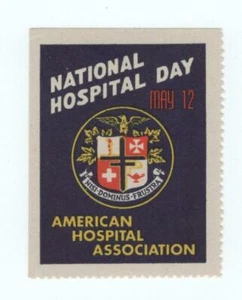 NATIONAL
HOSPITAL DAY
MAY 12
NISI·DOMINUS·FRUSTRA
AMERICAN
HOSPITAL
ASSOCIATION